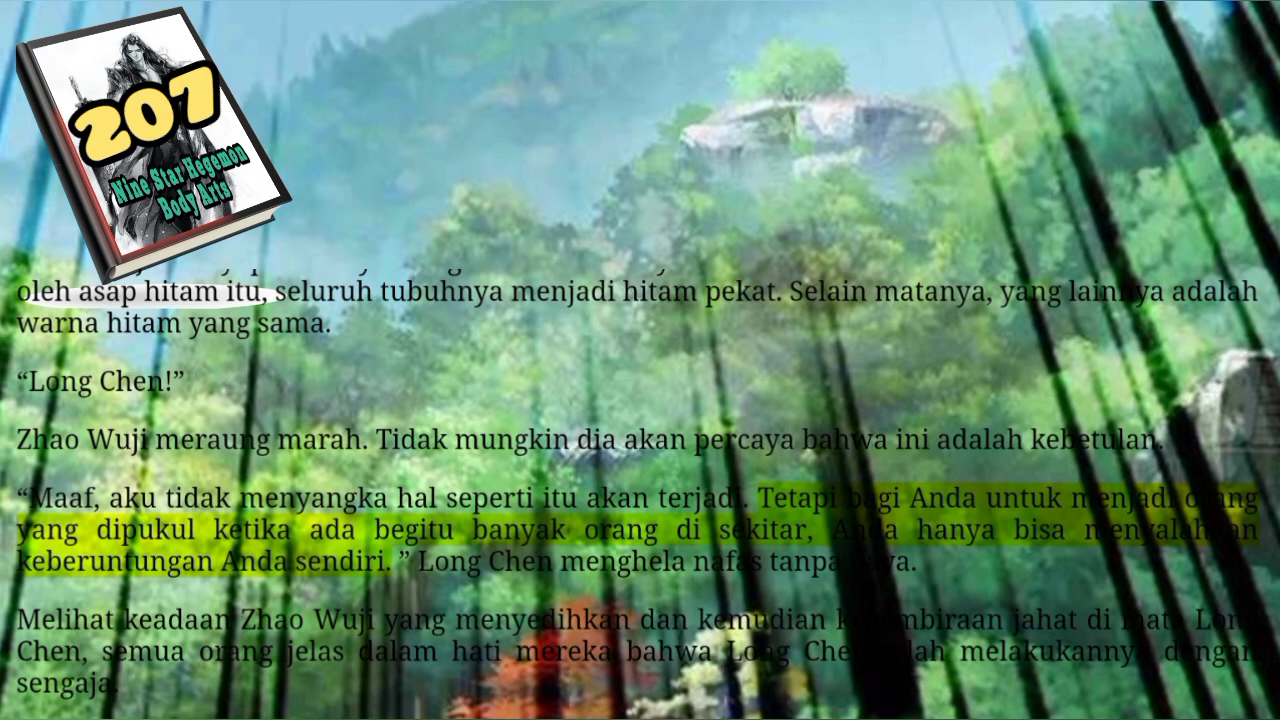 207
Nine Star Hegemon
Body Arts
oleh asap hitam itu, seluruh tubuhnya menjadi hitam pekat. Selain matanya, yang lainnya adalah
warna hitam yang sama.
“Long Chen!”
Zhao Wuji meraung marah. Tidak mungkin dia akan percaya bahwa ini adalah kebetulan.
“Maaf, aku tidak menyangka hal seperti itu akan terjadi. Tetapi bagi Anda untuk menjadi orang
yang dipukul ketika ada begitu banyak orang di sekitar, Anda hanya bisa menyalahkan
keberuntungan Anda sendiri. ” Long Chen menghela nafas tanpa daya.
Melihat keadaan Zhao Wuji yang menyedihkan dan kemudian kegembiraan jahat di mata Long
Chen, semua orang jelas dalam hati mereka bahwa Long Chen telah melakukannya dengan
sengaja.